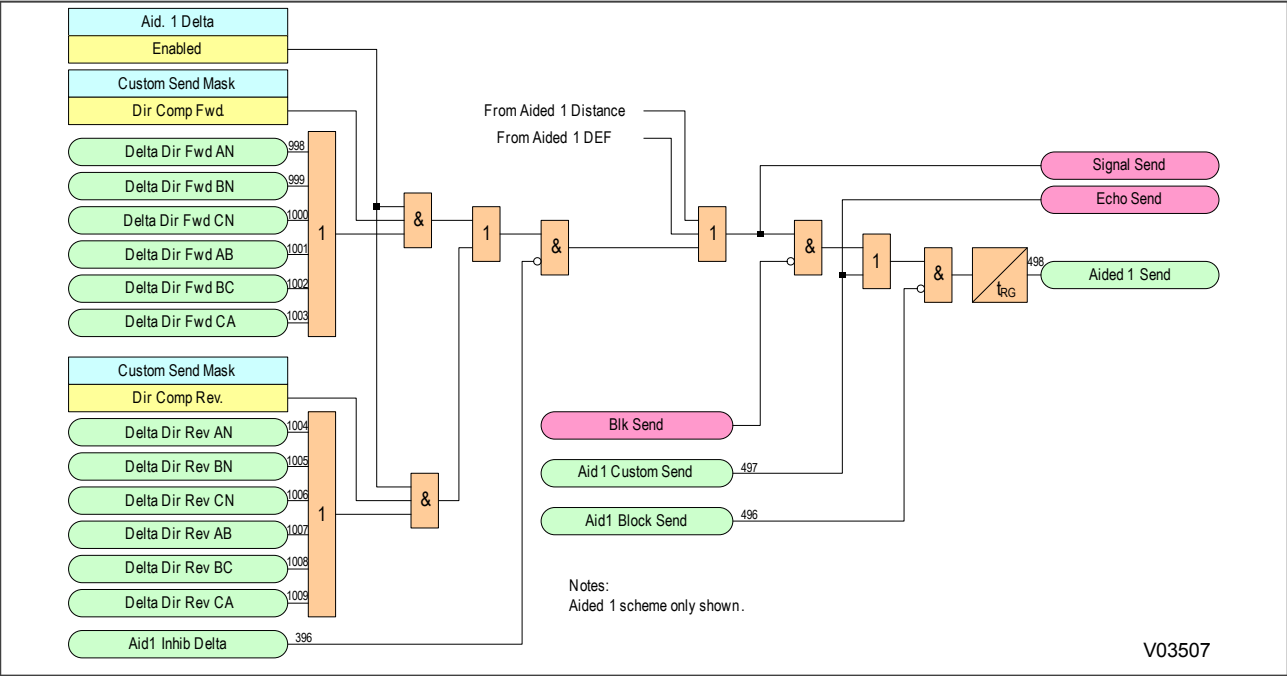 Aid. 1 Delta
Enabled
Custom Send Mask
Dir Comp Fwd.
Delta Dir Fwd AN
998
Delta Dir Fwd BN
999
Delta Dir Fwd CN
1000
Delta Dir Fwd AB
1001
Delta Dir Fwd BC
1002
Delta Dir Fwd CA
1003
1
Custom Send Mask
Dir Comp Rev.
Delta Dir Rev AN
1004
Delta Dir Rev BN
1005
Delta Dir Rev CN
1006
Delta Dir Rev AB
1007
Delta Dir Rev BC
1008
Delta Dir Rev CA
1009
1
Aid1 Inhib Delta
396
&
&
1
&
From Aided 1 Distance
From Aided 1 DEF
1
&
1
&
tRG
Signal Send
Echo Send
498
Aided 1 Send
Blk Send
Aid1 Custom Send
497
Aid1 Block Send
496
Notes:
Aided 1 scheme only shown.
V03507